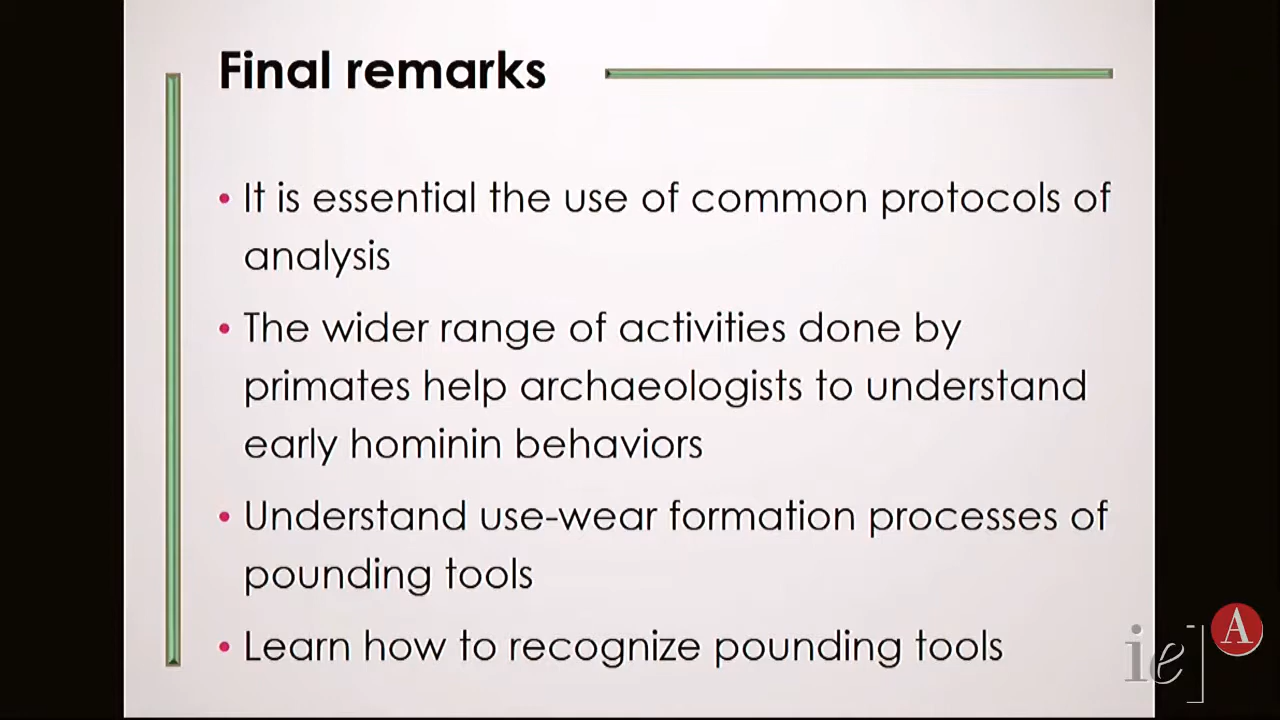 Final remarks
• It is essential the use of common protocols of
analysis
• The wider range of activities done by
primates help archaeologists to understand
early hominin behaviors
• Understand use-wear formation processes of
pounding tools
• Learn how to recognize pounding tools
ie] A